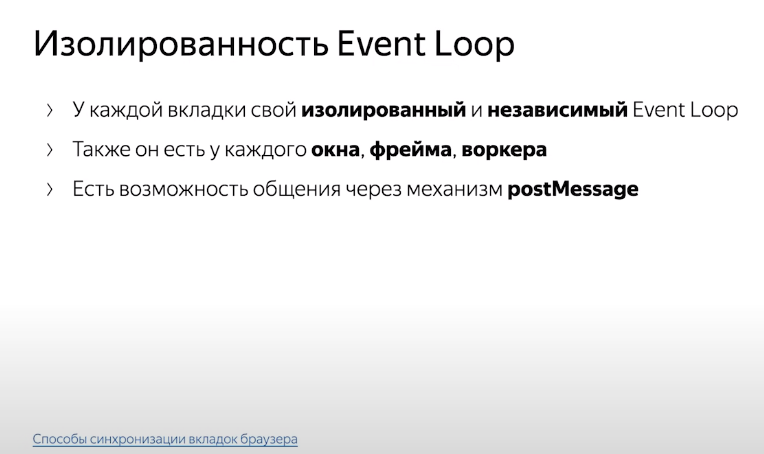 Изолированность Event Loop
› У каждой вкладки свой изолированный и независимый Event Loop
› Также он есть у каждого окна, фрейма, воркера
› Есть возможность общения через механизм postMessage
Способы синхронизации вкладок браузера